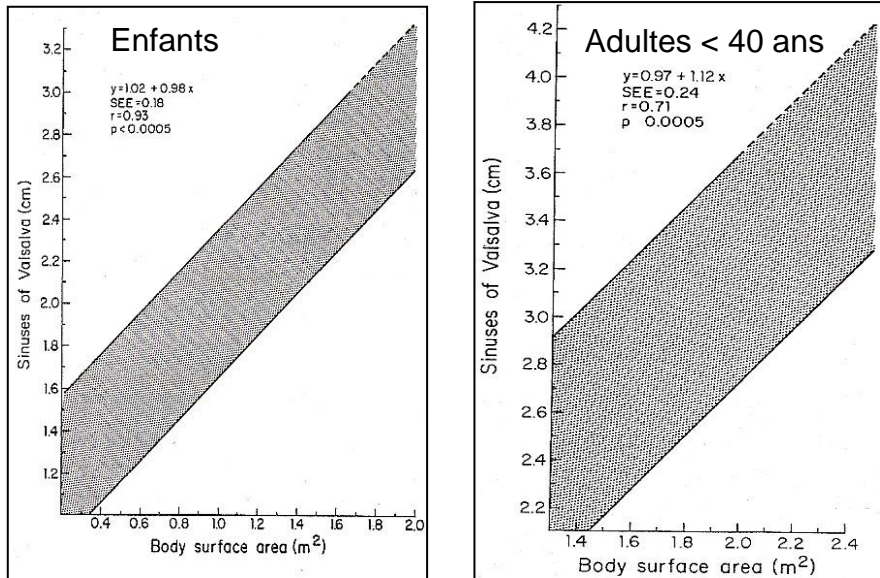 Enfants
y=1.02 + 0.98 x
SEE=0.18
r=0.93
p<0.0005
Sinuses of Valsalva (cm)
3.2
3.0
2.8
2.6
2.4
2.2
2.0
1.8
1.6
1.4
1.2
0.4 0.6 0.8 1.0 1.2 1.4 1.6 1.8 2.0
Body surface area (m²)
Adultes < 40 ans
y=0.97 + 1.12 x
SEE=0.24
r=0.71
p 0.0005
Sinuses of Valsalva (cm)
4.2
4.0
3.8
3.6
3.4
3.2
3.0
2.8
2.6
2.4
2.2
1.4 1.6 1.8 2.0 2.2 2.4
Body surface area (m²)